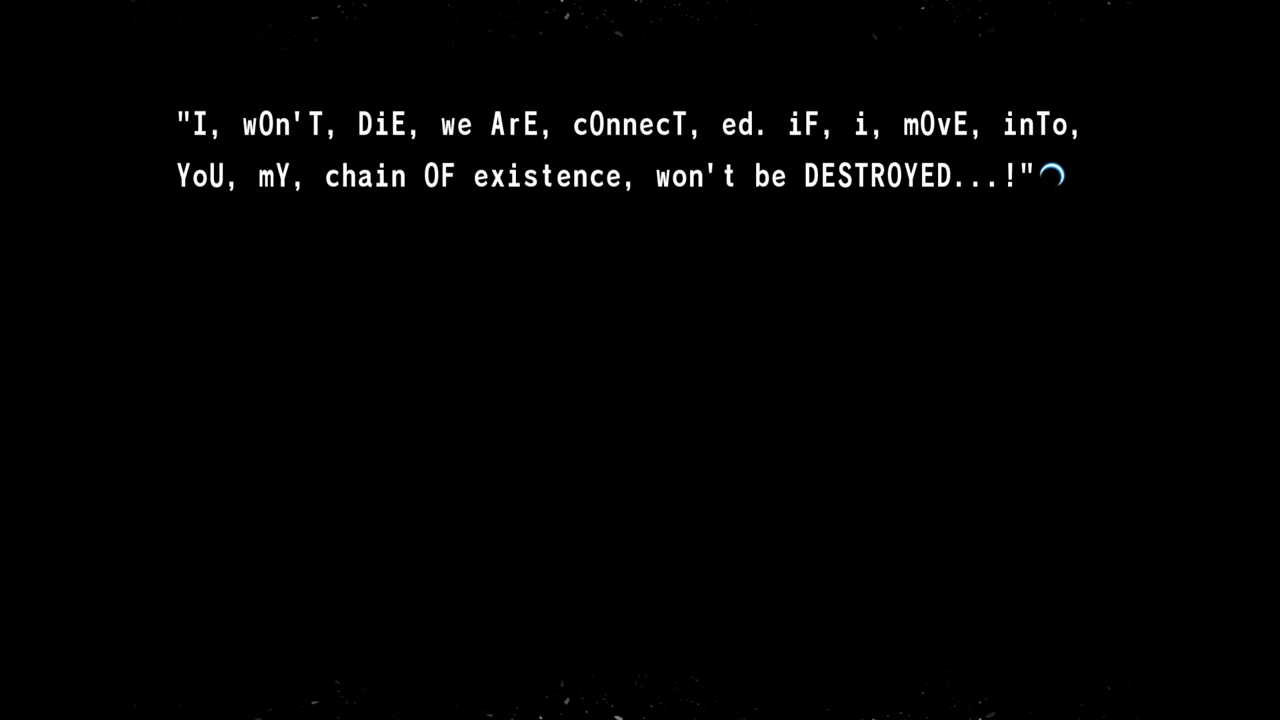 "I, wOn'T, DiE, we ArE, cOnnecT, ed. iF, i, mOvE, inTo,
YoU, mY, chain OF existence, won't be DESTROYED...!"